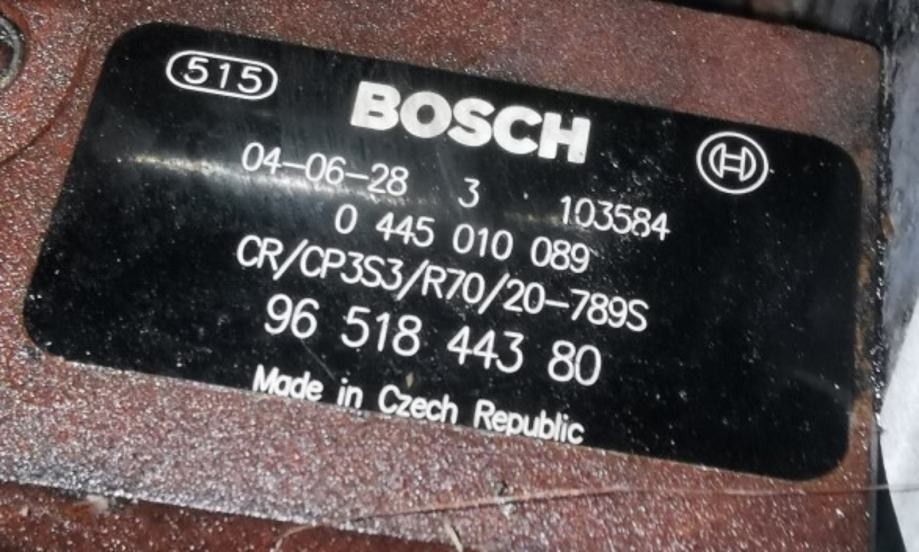 515
BOSCH
04-06-28 3 103584
0 445 010 089
CR/CP3S3/R70/20-789S
96 518 443 80
Made in Czech Republic